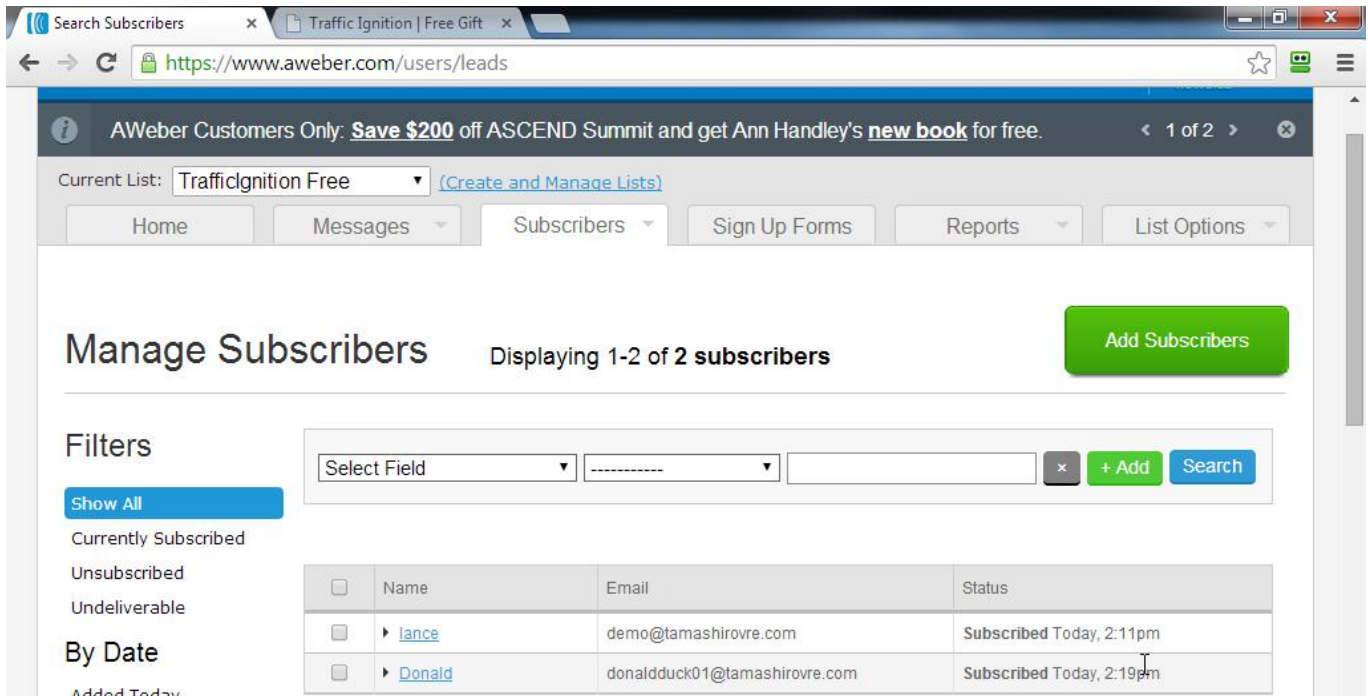 Search Subscribers
Traffic Ignition | Free Gift
https://www.aweber.com/users/leads
AWeber Customers Only: Save $200 off ASCEND Summit and get Ann Handley's new book for free. < 1 of 2 >
Current List: TrafficIgnition Free (Create and Manage Lists)
Home Messages Subscribers Sign Up Forms Reports List Options
Manage Subscribers Displaying 1-2 of 2 subscribers Add Subscribers
Filters
Select Field ----------- × + Add Search
Show All
Currently Subscribed
Unsubscribed
Undeliverable
By Date
Added Today
Name Email Status
lance demo@tamashirovre.com Subscribed Today, 2:11pm
Donald donaldduck01@tamashirovre.com Subscribed Today, 2:19pm